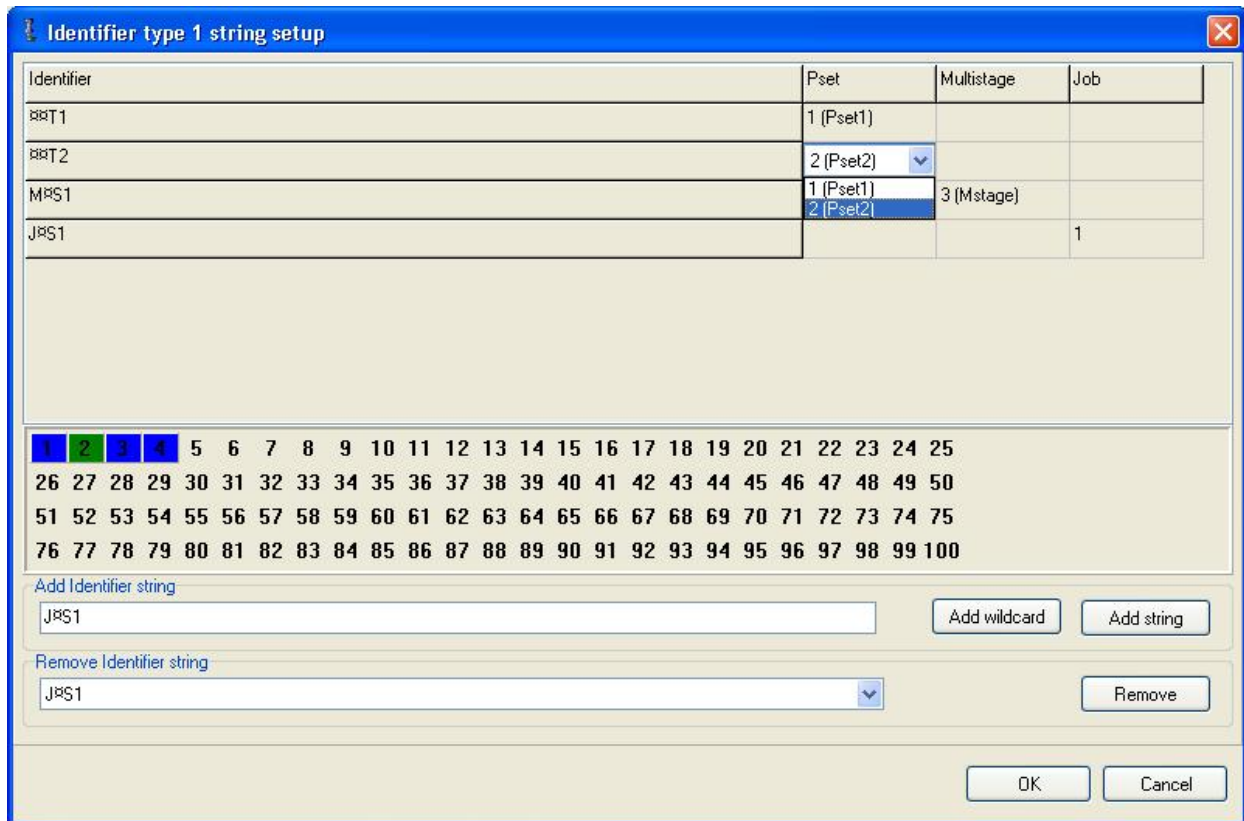 Identifier type 1 string setup
Identifier Pset Multistage Job
¤¤T1 1 (Pset1)
¤¤T2 2 (Pset2)
1 (Pset1)
M¤S1 2 (Pset2) 3 (Mstage)
J¤S1 1
1 2 3 4 5 6 7 8 9 10 11 12 13 14 15 16 17 18 19 20 21 22 23 24 25
26 27 28 29 30 31 32 33 34 35 36 37 38 39 40 41 42 43 44 45 46 47 48 49 50
51 52 53 54 55 56 57 58 59 60 61 62 63 64 65 66 67 68 69 70 71 72 73 74 75
76 77 78 79 80 81 82 83 84 85 86 87 88 89 90 91 92 93 94 95 96 97 98 99 100
Add Identifier string
J¤S1 Add wildcard Add string
Remove Identifier string
J¤S1 Remove
OK Cancel